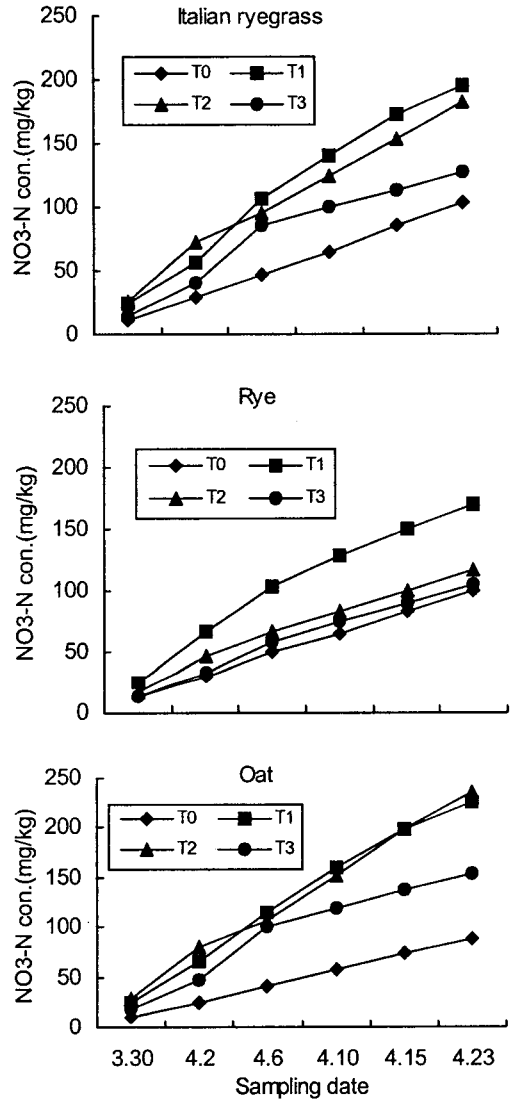 Italian ryegrass
NO3-N con.(mg/kg)
250
200
150
100
50
0
T0 T1
T2 T3
Rye
NO3-N con.(mg/kg)
250
200
150
100
50
0
T0 T1
T2 T3
Oat
NO3-N con.(mg/kg)
250
200
150
100
50
0
T0 T1
T2 T3
3.30 4.2 4.6 4.10 4.15 4.23
Sampling date